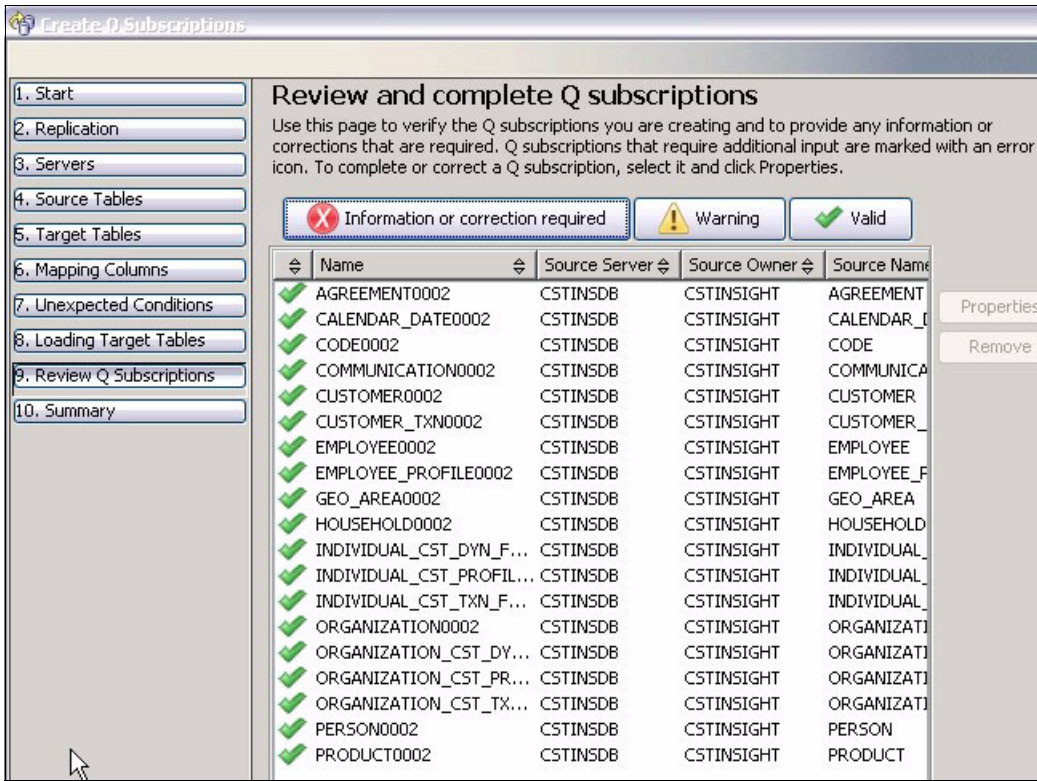 Create Q Subscriptions
1. Start
2. Replication
3. Servers
4. Source Tables
5. Target Tables
6. Mapping Columns
7. Unexpected Conditions
8. Loading Target Tables
9. Review Q Subscriptions
10. Summary
Review and complete Q subscriptions
Use this page to verify the Q subscriptions you are creating and to provide any information or
corrections that are required. Q subscriptions that require additional input are marked with an error
icon. To complete or correct a Q subscription, select it and click Properties.
Information or correction required Warning Valid
Name Source Server Source Owner Source Name
AGREEMENT0002 CSTINSDB CSTINSIGHT AGREEMENT
CALENDAR_DATE0002 CSTINSDB CSTINSIGHT CALENDAR_D
CODE0002 CSTINSDB CSTINSIGHT CODE
COMMUNICATION0002 CSTINSDB CSTINSIGHT COMMUNICA
CUSTOMER0002 CSTINSDB CSTINSIGHT CUSTOMER
CUSTOMER_TXN0002 CSTINSDB CSTINSIGHT CUSTOMER_
EMPLOYEE0002 CSTINSDB CSTINSIGHT EMPLOYEE
EMPLOYEE_PROFILE0002 CSTINSDB CSTINSIGHT EMPLOYEE_P
GEO_AREA0002 CSTINSDB CSTINSIGHT GEO_AREA
HOUSEHOLD0002 CSTINSDB CSTINSIGHT HOUSEHOLD
INDIVIDUAL_CST_DYN_F... CSTINSDB CSTINSIGHT INDIVIDUAL_
INDIVIDUAL_CST_PROFIL... CSTINSDB CSTINSIGHT INDIVIDUAL_
INDIVIDUAL_CST_TXN_F... CSTINSDB CSTINSIGHT INDIVIDUAL_
ORGANIZATION0002 CSTINSDB CSTINSIGHT ORGANIZATI
ORGANIZATION_CST_DY... CSTINSDB CSTINSIGHT ORGANIZATI
ORGANIZATION_CST_PR... CSTINSDB CSTINSIGHT ORGANIZATI
ORGANIZATION_CST_TX... CSTINSDB CSTINSIGHT ORGANIZATI
PERSON0002 CSTINSDB CSTINSIGHT PERSON
PRODUCT0002 CSTINSDB CSTINSIGHT PRODUCT
Properties
Remove